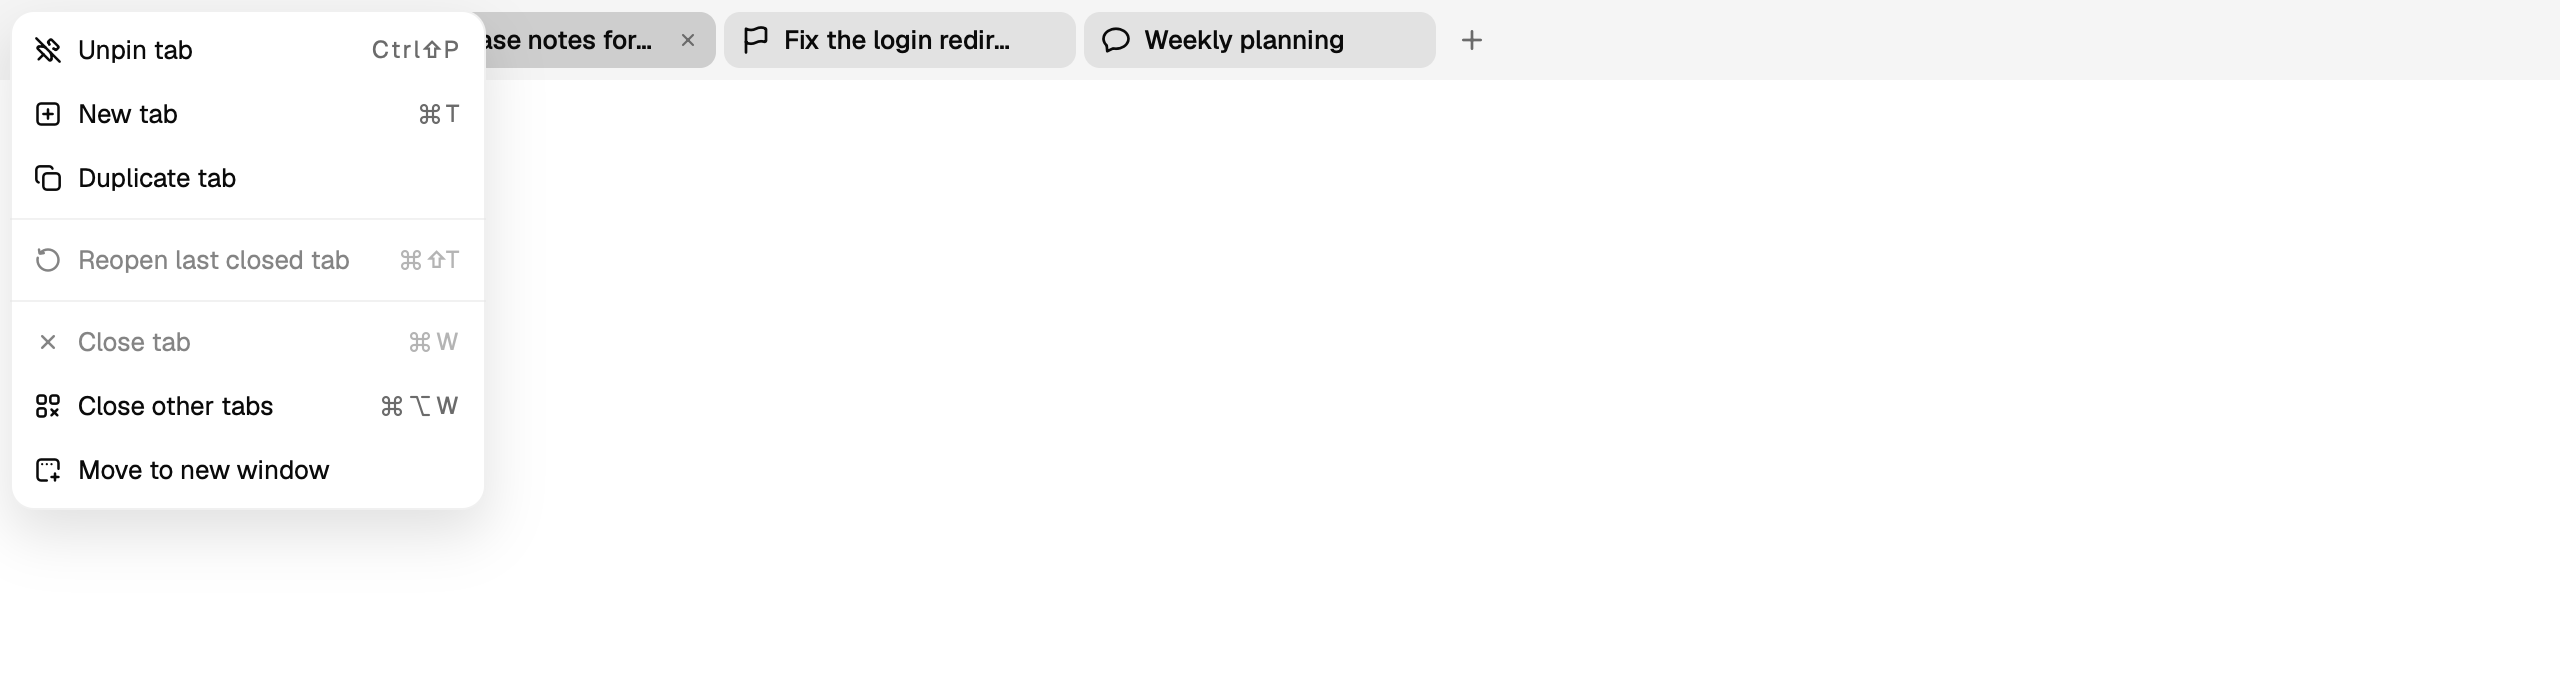 ase notes for...
Fix the login redir...
Weekly planning
Unpin tab Ctrl⇧P
New tab ⌘T
Duplicate tab
Reopen last closed tab ⌘⇧T
Close tab ⌘W
Close other tabs ⌘⌥W
Move to new window